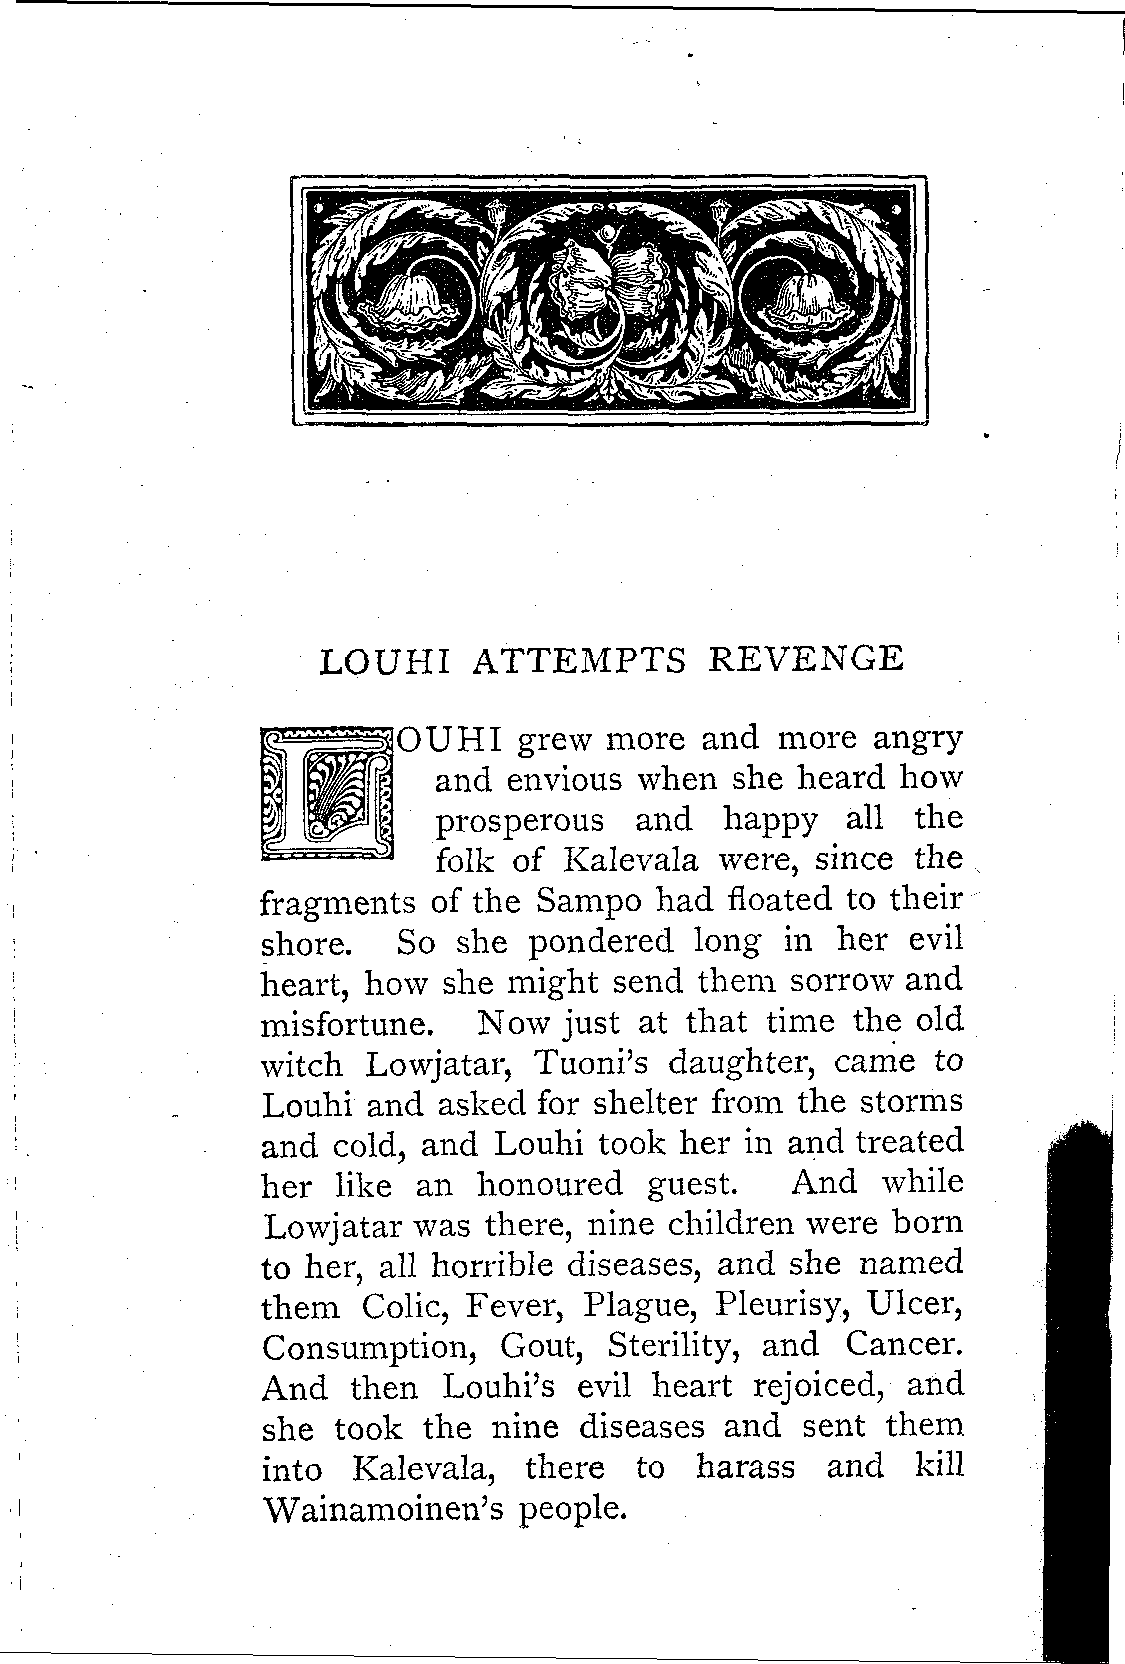 LOUHI ATTEMPTS REVENGE
LOUHI grew more and more angry
and envious when she heard how
prosperous and happy all the
folk of Kalevala were, since the
fragments of the Sampo had floated to their
shore. So she pondered long in her evil
heart, how she might send them sorrow and
misfortune. Now just at that time the old
witch Lowjatar, Tuoni's daughter, came to
Louhi and asked for shelter from the storms
and cold, and Louhi took her in and treated
her like an honoured guest. And while
Lowjatar was there, nine children were born
to her, all horrible diseases, and she named
them Colic, Fever, Plague, Pleurisy, Ulcer,
Consumption, Gout, Sterility, and Cancer.
And then Louhi's evil heart rejoiced, and
she took the nine diseases and sent them
into Kalevala, there to harass and kill
Wainamoinen's people.